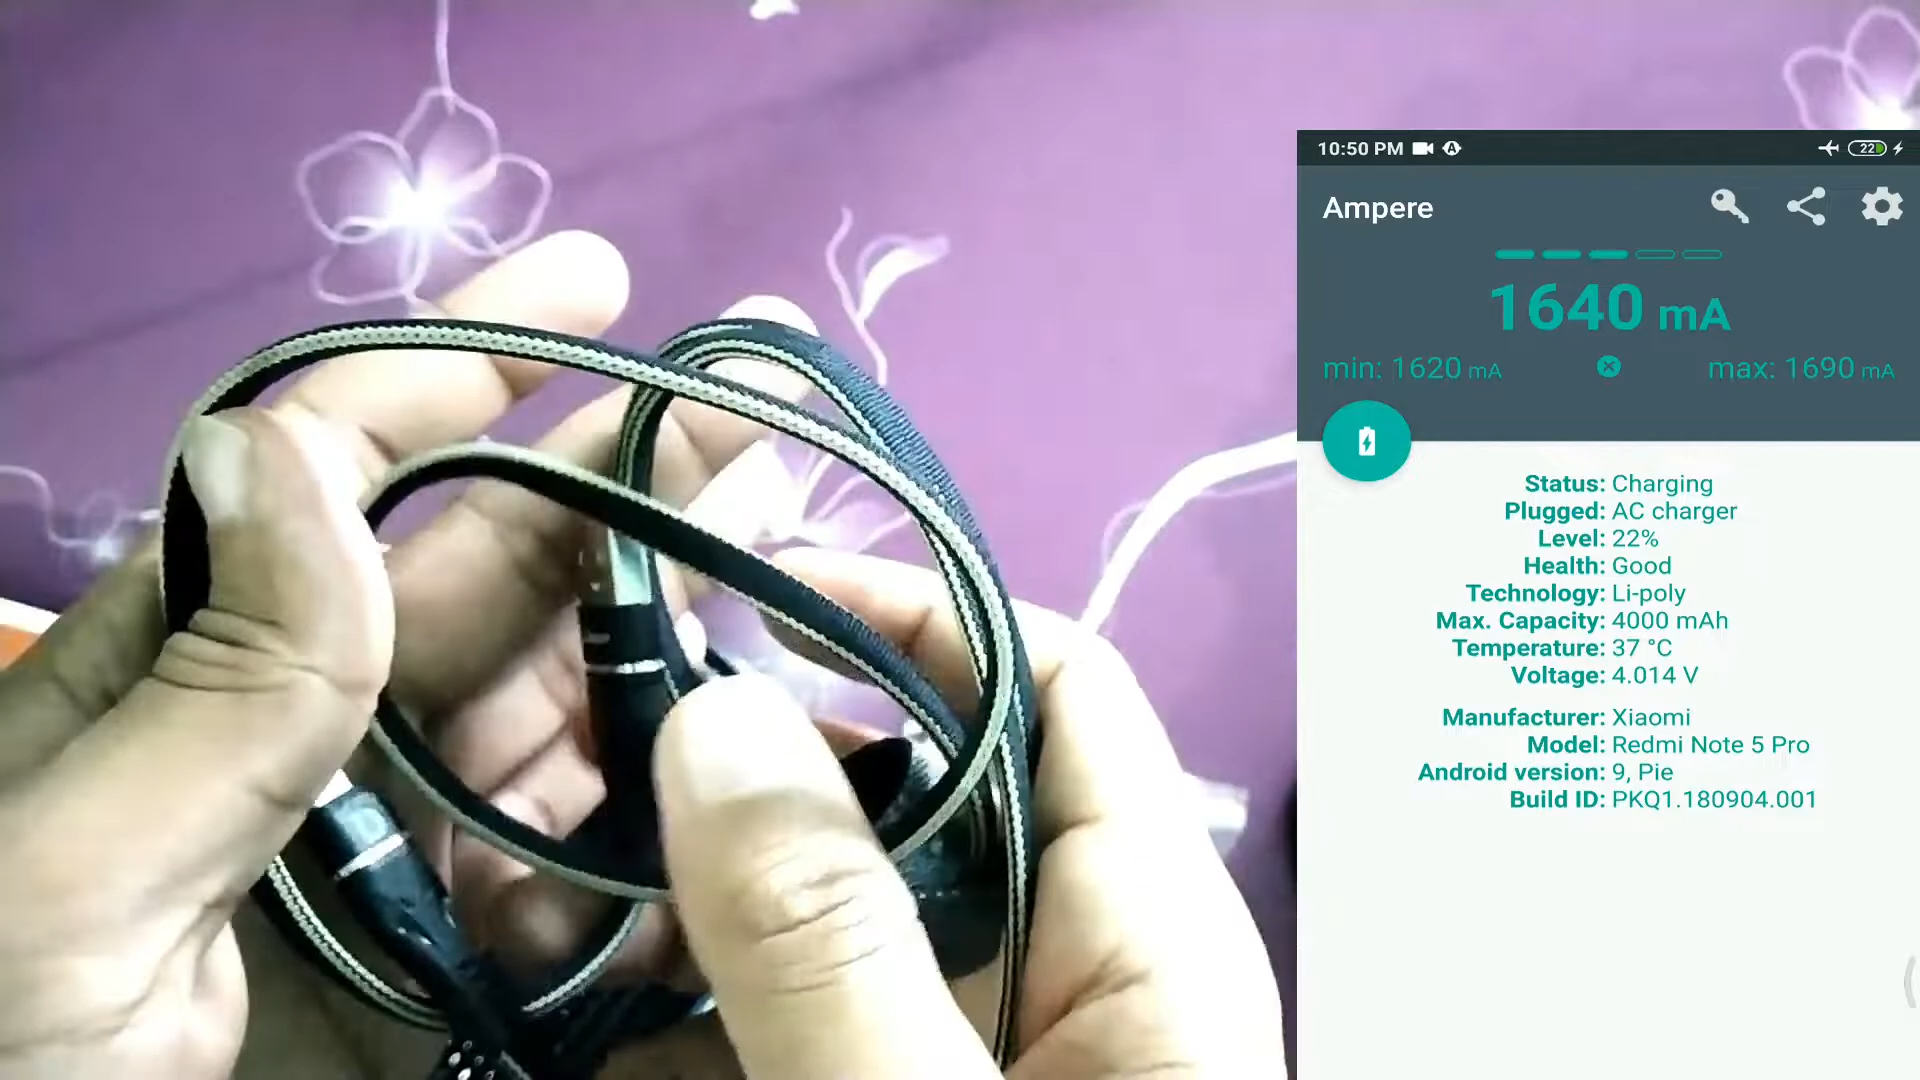 10:50 PM
22
Ampere
1640 mA
min: 1620 mA
max: 1690 mA
Status: Charging
Plugged: AC charger
Level: 22%
Health: Good
Technology: Li-poly
Max. Capacity: 4000 mAh
Temperature: 37 °C
Voltage: 4.014 V
Manufacturer: Xiaomi
Model: Redmi Note 5 Pro
Android version: 9, Pie
Build ID: PKQ1.180904.001